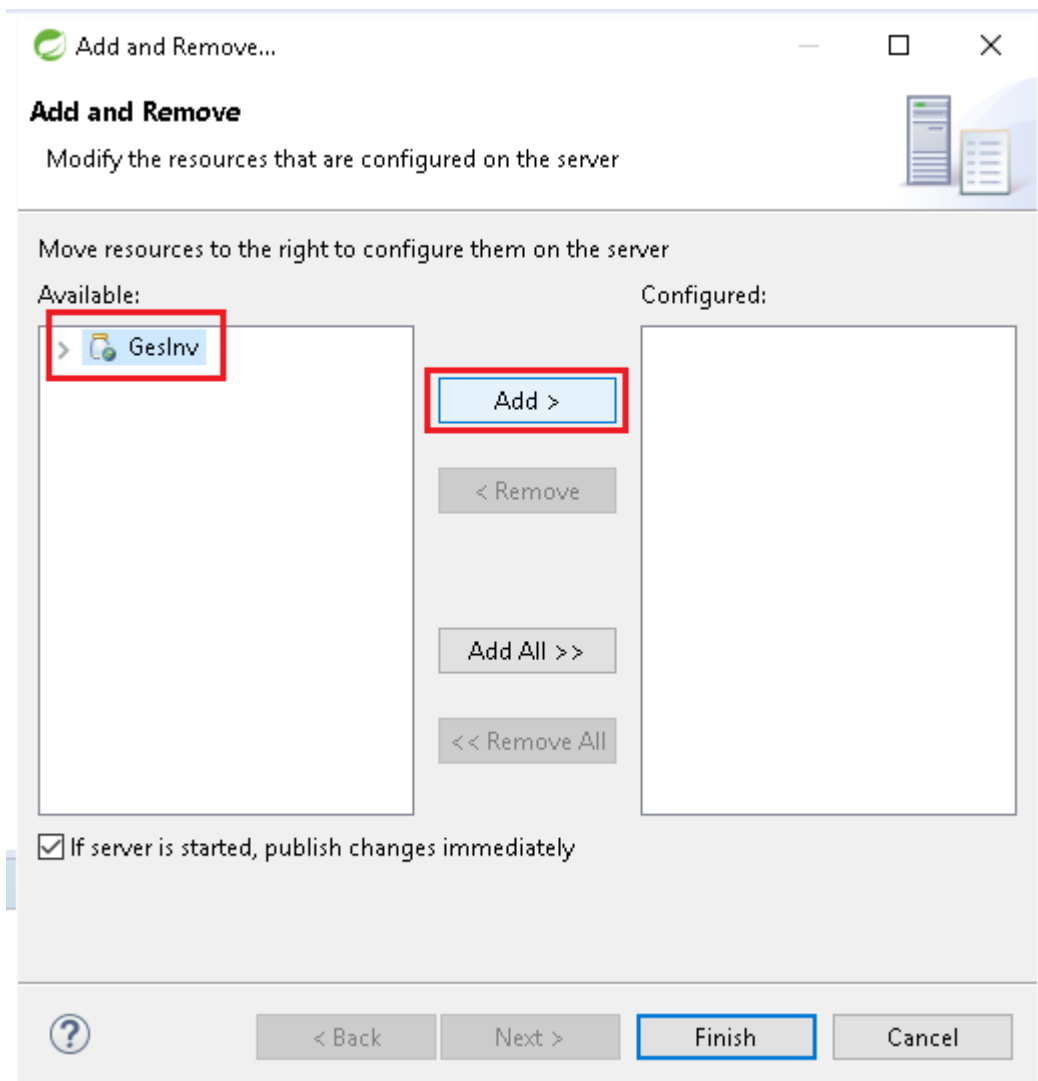 Add and Remove...
Add and Remove
Modify the resources that are configured on the server
Move resources to the right to configure them on the server
Available:
Configured:
GesInv
Add >
< Remove
Add All >>
<< Remove All
If server is started, publish changes immediately
?
< Back
Next >
Finish
Cancel